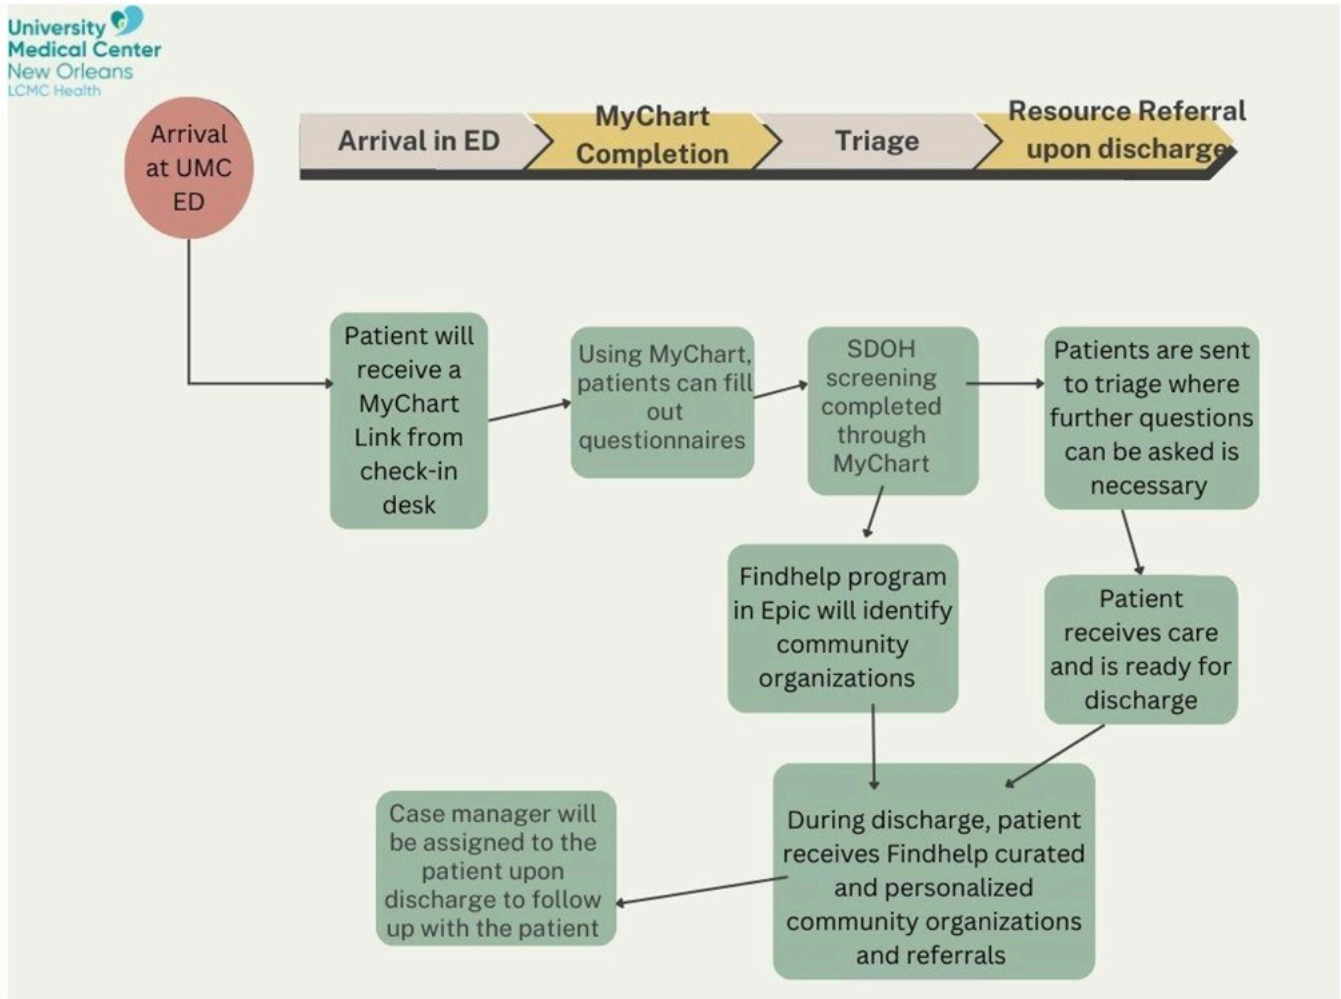 University
Medical Center
New Orleans
LCMC Health
Arrival
at UMC
ED
Arrival in ED
MyChart
Completion
Triage
Resource Referral
upon discharge
Patient will
receive a
MyChart
Link from
check-in
desk
Using MyChart,
patients can fill
out
questionnaires
SDOH
screening
completed
through
MyChart
Patients are sent
to triage where
further questions
can be asked is
necessary
Findhelp program
in Epic will identify
community
organizations
Patient
receives care
and is ready for
discharge
During discharge, patient
receives Findhelp curated
and personalized
community organizations
and referrals
Case manager will
be assigned to the
patient upon
discharge to follow
up with the patient